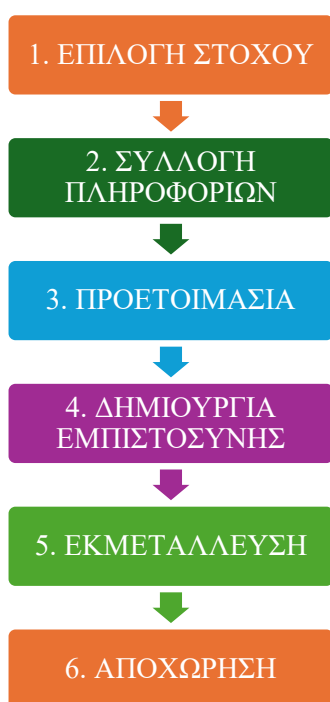 1. ΕΠΙΛΟΓΗ ΣΤΟΧΟΥ
2. ΣΥΛΛΟΓΗ
ΠΛΗΡΟΦΟΡΙΩΝ
3. ΠΡΟΕΤΟΙΜΑΣΙΑ
4. ΔΗΜΙΟΥΡΓΙΑ
ΕΜΠΙΣΤΟΣΥΝΗΣ
5. ΕΚΜΕΤΑΛΛΕΥΣΗ
6. ΑΠΟΧΩΡΗΣΗ